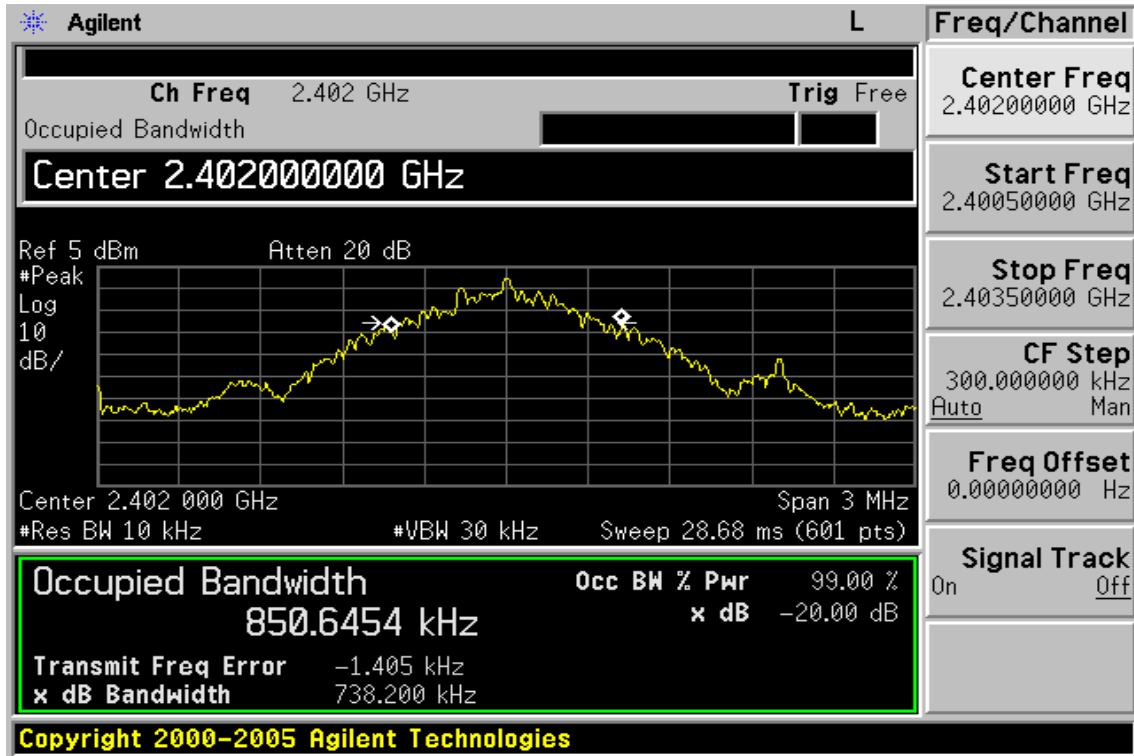 Agilent
L
Freq/Channel
Ch Freq 2.402 GHz
Trig Free
Occupied Bandwidth
Center 2.402000000 GHz
Ref 5 dBm
Atten 20 dB
#Peak
Log
10
dB/
Center 2.402 000 GHz
Span 3 MHz
#Res BW 10 kHz
#VBW 30 kHz
Sweep 28.68 ms (601 pts)
Occupied Bandwidth
850.6454 kHz
Occ BW % Pwr 99.00 %
x dB -20.00 dB
Transmit Freq Error -1.405 kHz
x dB Bandwidth 738.200 kHz
Copyright 2000-2005 Agilent Technologies
Center Freq
2.40200000 GHz
Start Freq
2.40050000 GHz
Stop Freq
2.40350000 GHz
CF Step
300.000000 kHz
Auto Man
Freq Offset
0.00000000 Hz
Signal Track
On Off